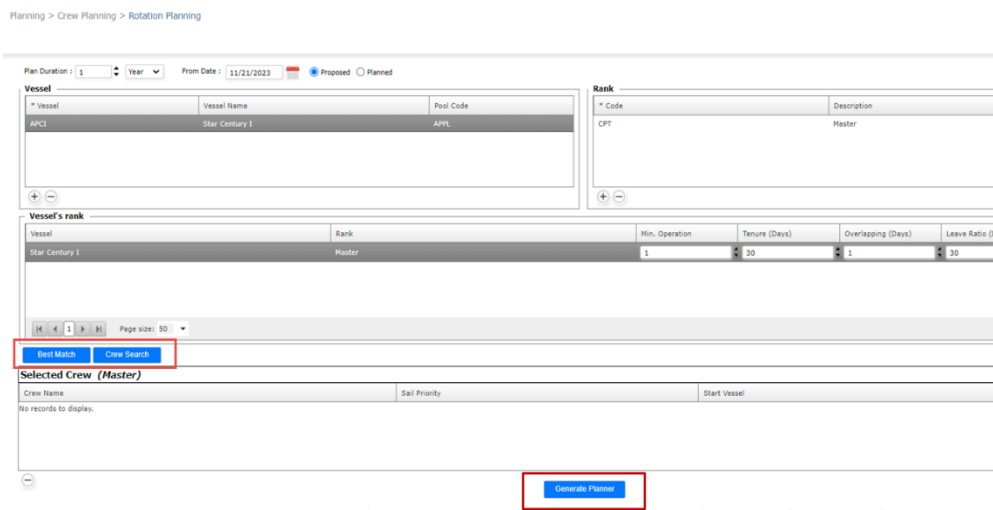 Planning > Crew Planning > Rotation Planning
Plan Duration : 1 Year From Date : 11/21/2023 Proposed Planned
Vessel Rank
* Vessel Vessel Name Pool Code * Code Description
APCI Star Century I APPL CPT Master
Vessel's rank
Vessel Rank Min. Operation Tenure (Days) Overlapping (Days) Leave Ratio (
Star Century I Master 1 30 1 30
1 Page size: 50
Best Match Crew Search
Selected Crew (Master)
Crew Name Sail Priority Start Vessel
No records to display.
Generate Planner